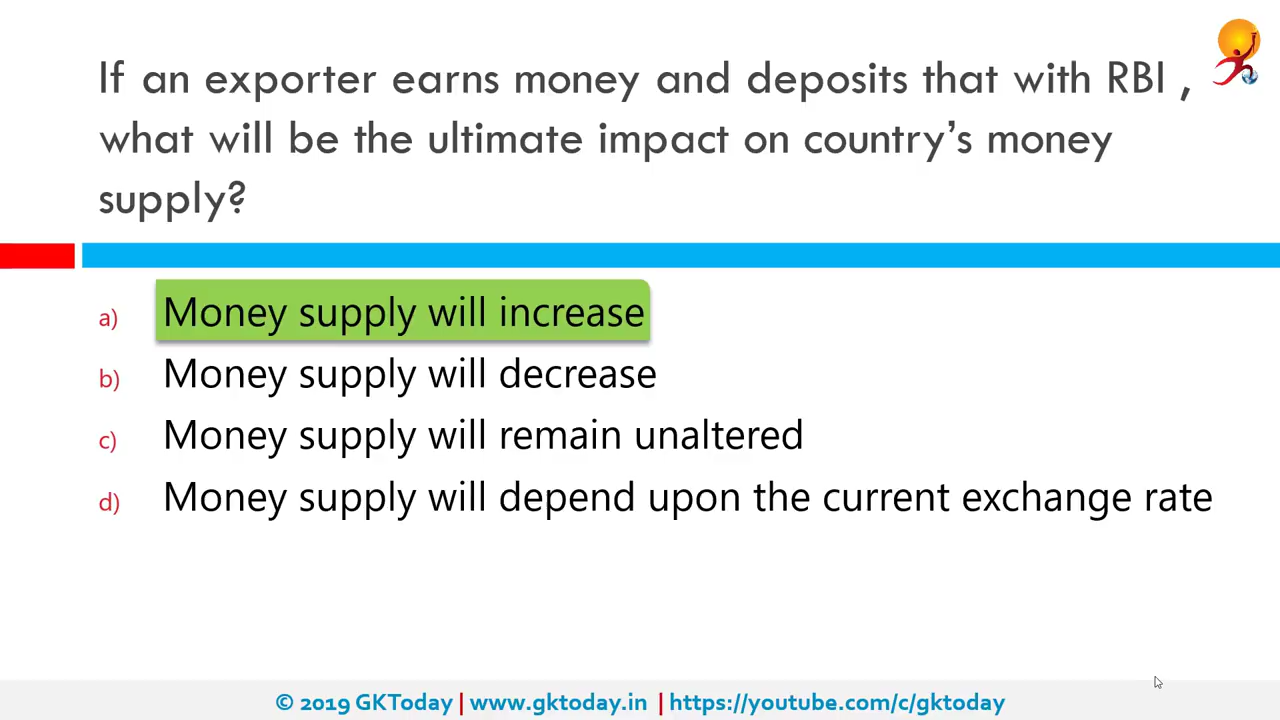 If an exporter earns money and deposits that with RBI ,
what will be the ultimate impact on country’s money
supply?
a) Money supply will increase
b) Money supply will decrease
c) Money supply will remain unaltered
d) Money supply will depend upon the current exchange rate
© 2019 GKToday | www.gktoday.in | https://youtube.com/c/gktoday